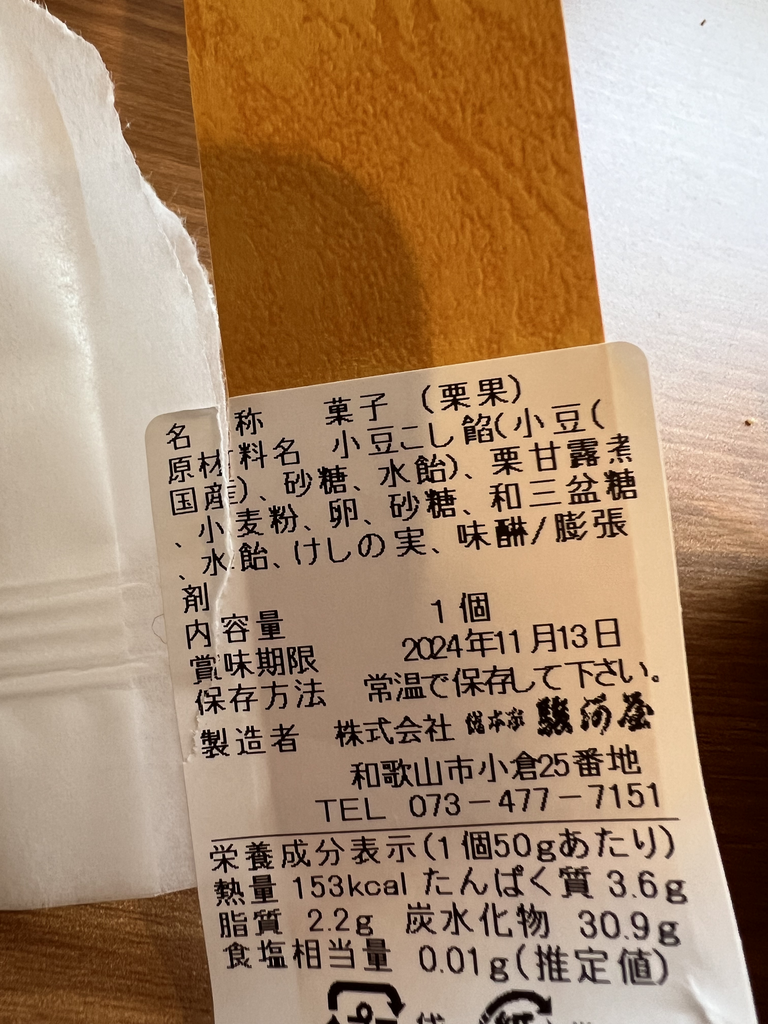 名称 菓子 (栗果)
原材料名 小豆こし餡(小豆(
国産)、砂糖、水飴)、栗甘露煮
、小麦粉、卵、砂糖、和三盆糖
、水飴、けしの実、味醂/膨張
剤
内容量 1個
賞味期限 2024年11月13日
保存方法 常温で保存して下さい。
製造者 株式会社 総本家 駿河屋
和歌山市小倉25番地
TEL 073-477-7151
栄養成分表示(1個50gあたり)
熱量 153kcal たんぱく質 3.6g
脂質 2.2g 炭水化物 30.9g
食塩相当量 0.01g(推定値)